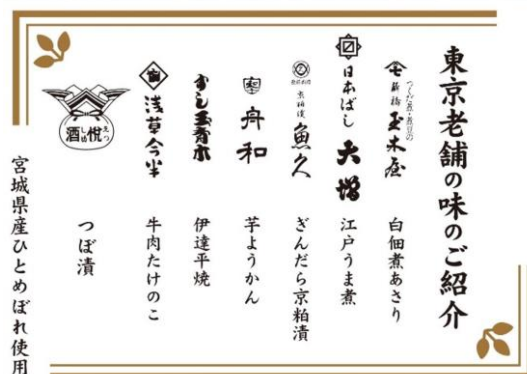 東京老舗の味のご紹介
つくだ煮・煮豆の
新橋 玉木屋
白佃煮あさり
日本ばし 大増
江戸うま煮
京粕漬 魚久
ぎんだら京粕漬
舟和
芋ようかん
すし玉青木
伊達平焼
浅草今半
牛肉たけのこ
酒悦
しゅえつ
つぼ漬
宮城県産ひとめぼれ使用